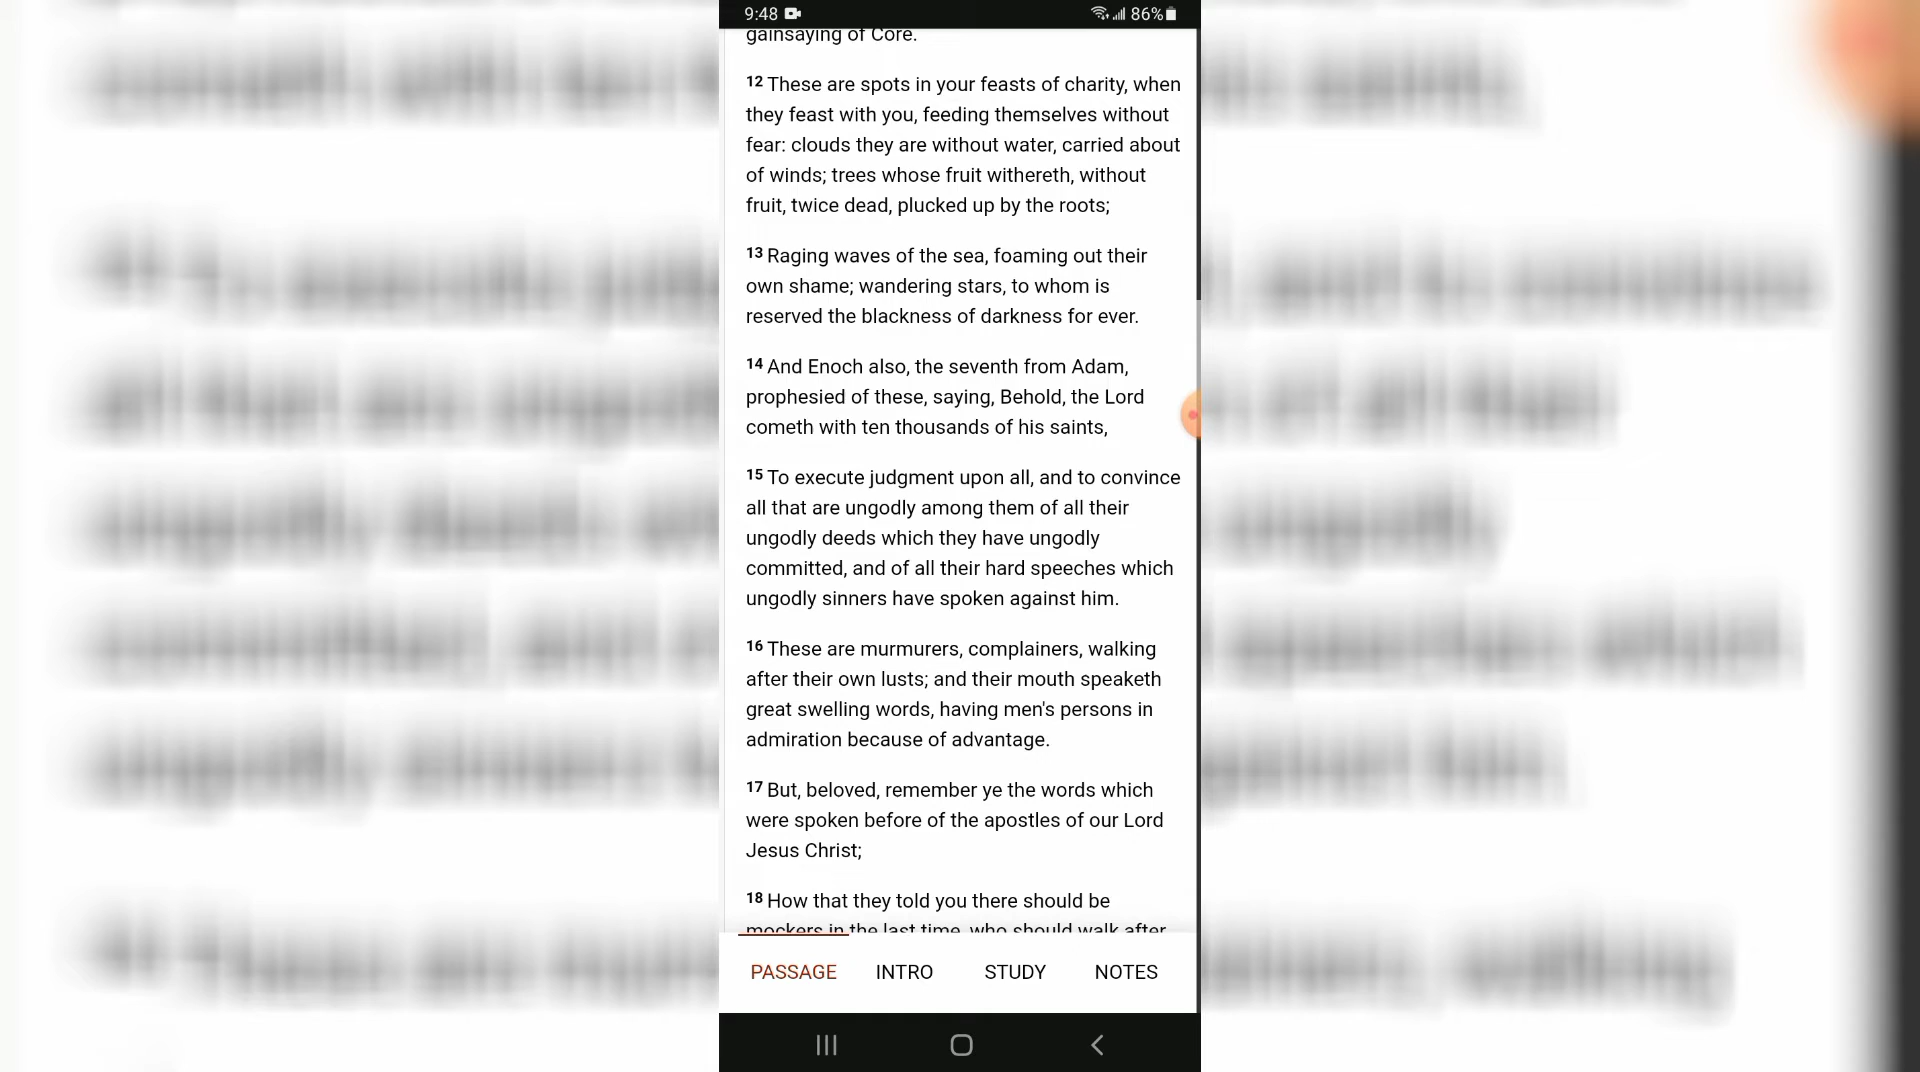 9:48 86%
gainsaying of Core.
12 These are spots in your feasts of charity, when
they feast with you, feeding themselves without
fear: clouds they are without water, carried about
of winds; trees whose fruit withereth, without
fruit, twice dead, plucked up by the roots;
13 Raging waves of the sea, foaming out their
own shame; wandering stars, to whom is
reserved the blackness of darkness for ever.
14 And Enoch also, the seventh from Adam,
prophesied of these, saying, Behold, the Lord
cometh with ten thousands of his saints,
15 To execute judgment upon all, and to convince
all that are ungodly among them of all their
ungodly deeds which they have ungodly
committed, and of all their hard speeches which
ungodly sinners have spoken against him.
16 These are murmurers, complainers, walking
after their own lusts; and their mouth speaketh
great swelling words, having men's persons in
admiration because of advantage.
17 But, beloved, remember ye the words which
were spoken before of the apostles of our Lord
Jesus Christ;
18 How that they told you there should be
mockers in the last time, who should walk after
PASSAGE INTRO STUDY NOTES